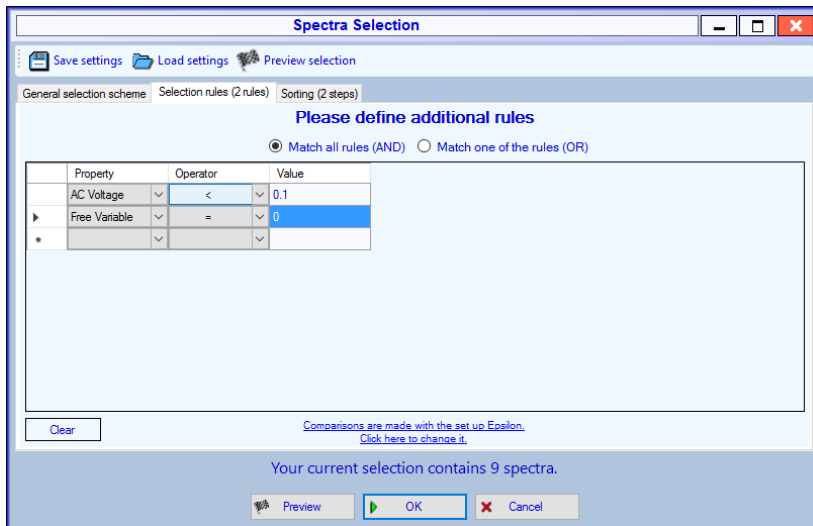 Spectra Selection
Save settings Load settings Preview selection
General selection scheme Selection rules (2 rules) Sorting (2 steps)
Please define additional rules
Match all rules (AND) Match one of the rules (OR)
Property Operator Value
AC Voltage < 0.1
Free Variable = 0
Clear
Comparisons are made with the set up Epsilon.
Click here to change it.
Your current selection contains 9 spectra.
Preview OK Cancel